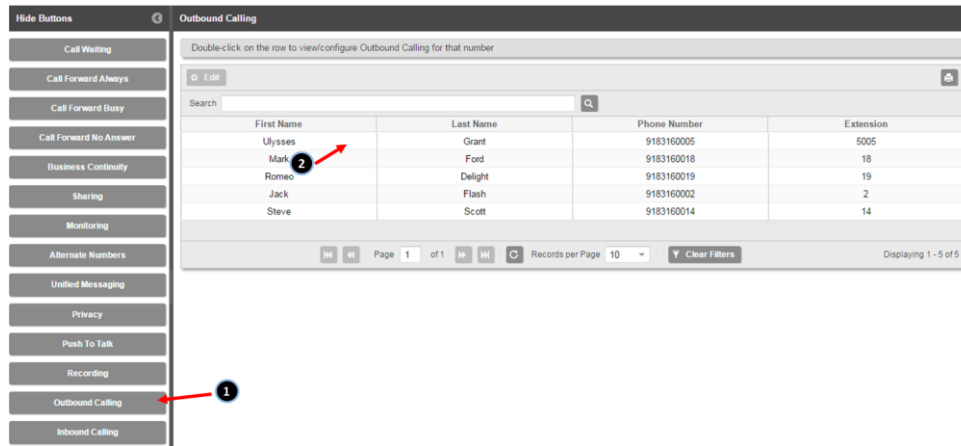 Hide Buttons
Call Waiting
Call Forward Always
Call Forward Busy
Call Forward No Answer
Business Continuity
Sharing
Monitoring
Alternate Numbers
Unified Messaging
Privacy
Push To Talk
Recording
Outbound Calling
Inbound Calling
1
Outbound Calling
Double-click on the row to view/configure Outbound Calling for that number
Edit
Search
First Name Last Name Phone Number Extension
Ulysses Grant 9183160005 5005
Mark Ford 9183160018 18
Romeo Delight 9183160019 19
Jack Flash 9183160002 2
Steve Scott 9183160014 14
2
Page 1 of 1 Records per Page 10 Clear Filters Displaying 1 - 5 of 5